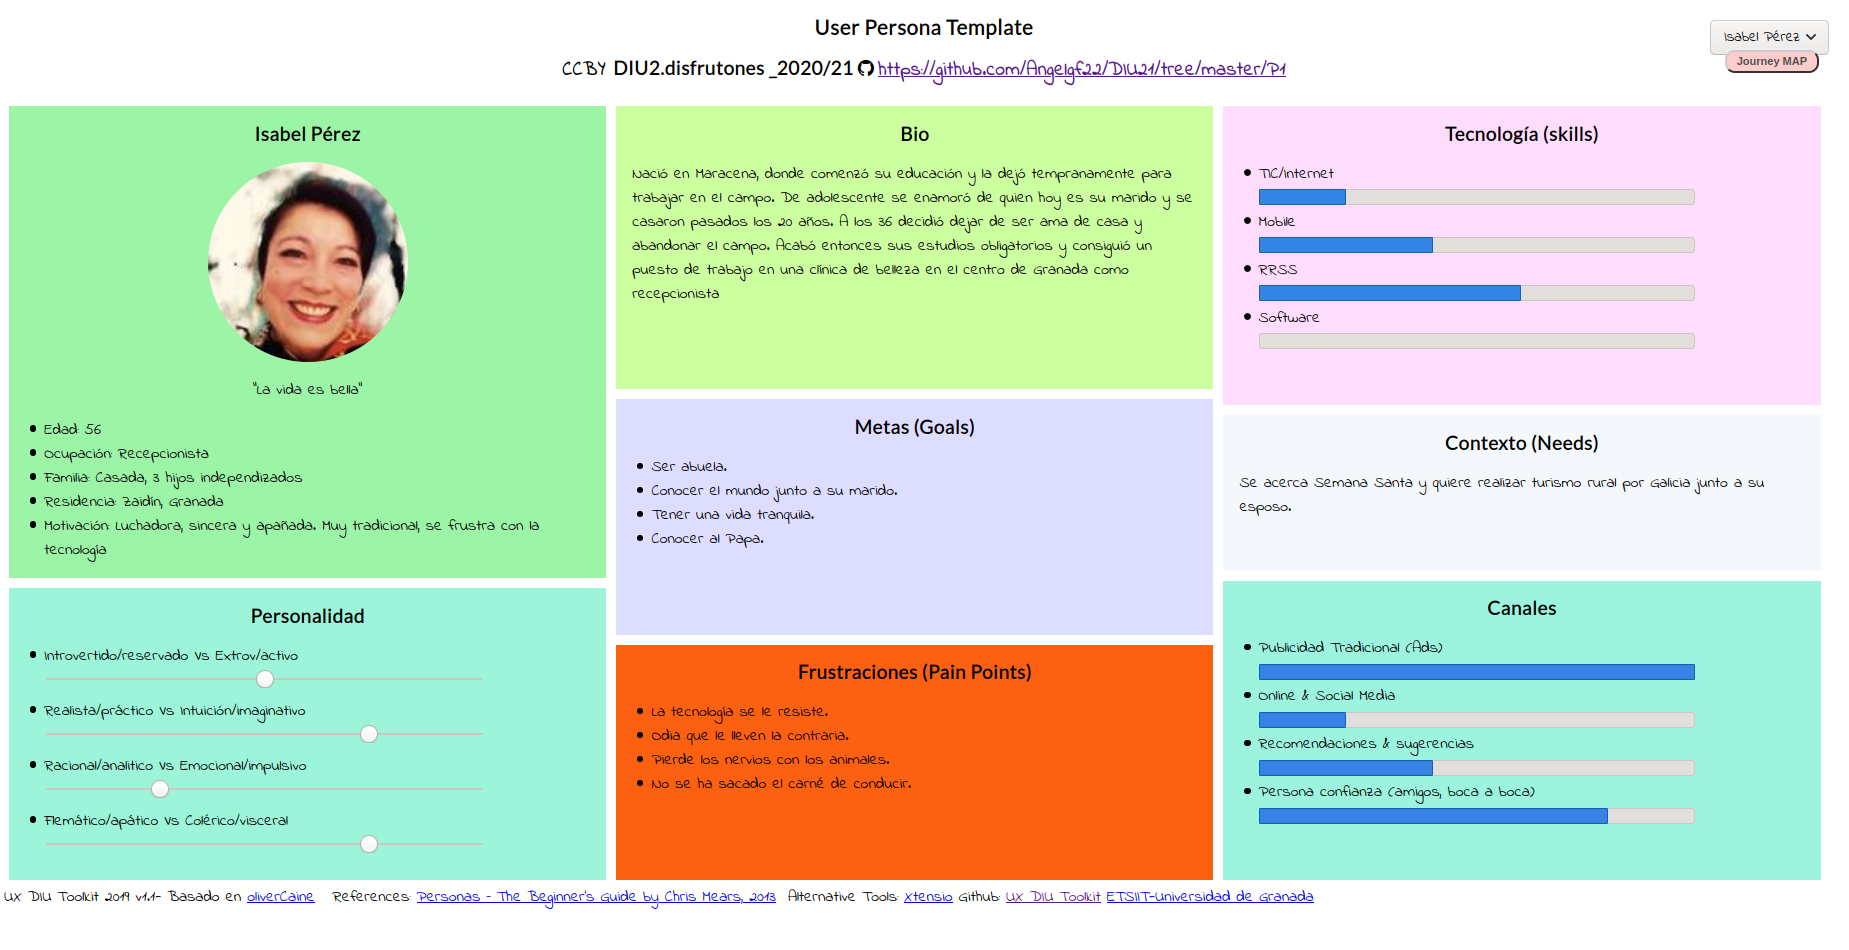 User Persona Template
Isabel Pérez
CCBY DIU2.disfrutones _2020/21 https://github.com/Angelgf22/DIU21/tree/master/P1
Journey MAP
Isabel Pérez
"La vida es bella"
Edad: 56
Ocupación: Recepcionista
Familia: Casada, 3 hijos independizados
Residencia: Zaidín, Granada
Motivación: Luchadora, sincera y apañada. Muy tradicional, se frustra con la
tecnología
Personalidad
Introvertido/reservado Vs Extrov/activo
Realista/práctico Vs Intuición/imaginativo
Racional/analitico Vs Emocional/impulsivo
Flemático/apático Vs Colérico/visceral
Bio
Nació en Maracena, donde comenzó su educación y la dejó tempranamente para
trabajar en el campo. De adolescente se enamoró de quien hoy es su marido y se
casaron pasados los 20 años. A los 36 decidió dejar de ser ama de casa y
abandonar el campo. Acabó entonces sus estudios obligatorios y consiguió un
puesto de trabajo en una clínica de belleza en el centro de Granada como
recepcionista
Metas (Goals)
Ser abuela.
Conocer el mundo junto a su marido.
Tener una vida tranquila.
Conocer al Papa.
Frustraciones (Pain Points)
La tecnología se le resiste.
Odia que le lleven la contraria.
Pierde los nervios con los animales.
No se ha sacado el carné de conducir.
Tecnología (skills)
TIC/internet
Mobile
RRSS
Software
Contexto (Needs)
Se acerca Semana Santa y quiere realizar turismo rural por Galicia junto a su
esposo.
Canales
Publicidad Tradicional (Ads)
Online & Social Media
Recomendaciones & sugerencias
Persona confianza (amigos, boca a boca)
UX DIU Toolkit 2019 v1.1- Basado en oliverCaine References: Personas - The Beginner's Guide by Chris Mears, 2013 Alternative Tools: Xtensio Github: UX DIU Toolkit ETSIIT-Universidad de Granada